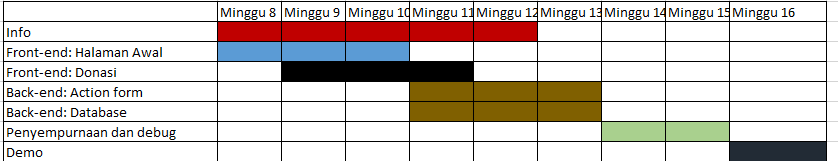 Minggu 8 Minggu 9 Minggu 10 Minggu 11 Minggu 12 Minggu 13 Minggu 14 Minggu 15 Minggu 16
Info
Front-end: Halaman Awal
Front-end: Donasi
Back-end: Action form
Back-end: Database
Penyempurnaan dan debug
Demo